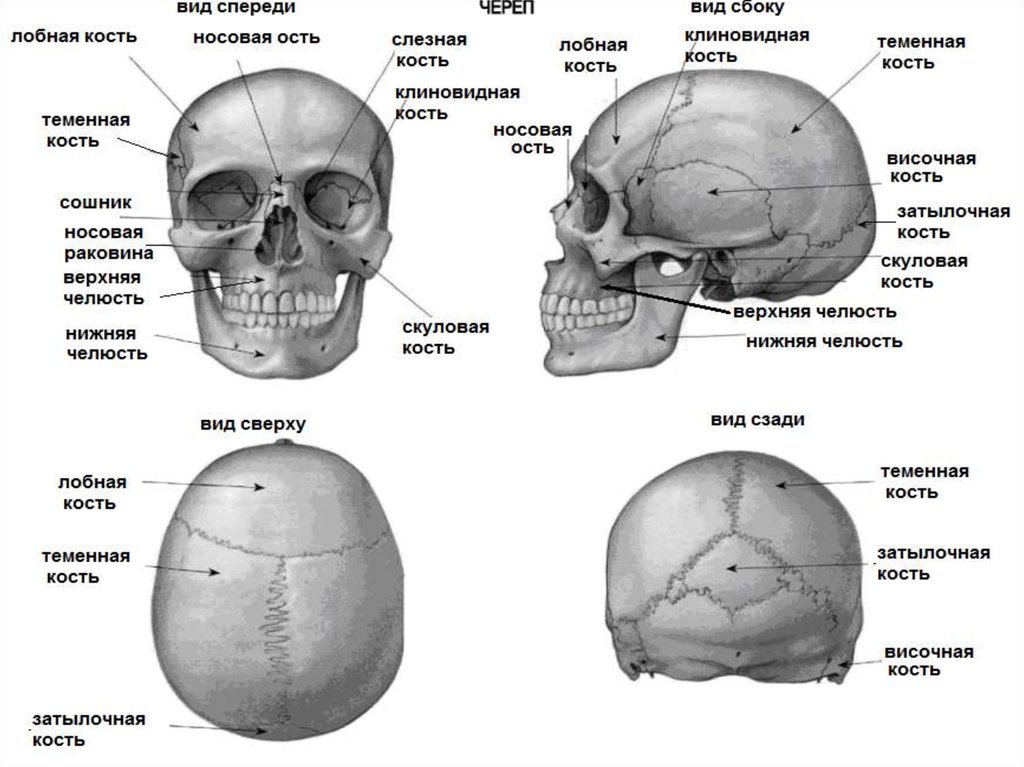 ЧЕРЕП
вид спереди
лобная кость
носовая ость
слезная
кость
клиновидная
кость
теменная
кость
сошник
носовая
раковина
верхняя
челюсть
нижняя
челюсть
скуловая
кость
вид сбоку
лобная
кость
клиновидная
кость
теменная
кость
носовая
ость
височная
кость
затылочная
кость
скуловая
кость
верхняя челюсть
нижняя челюсть
вид сверху
лобная
кость
теменная
кость
затылочная
кость
вид сзади
теменная
кость
затылочная
кость
височная
кость